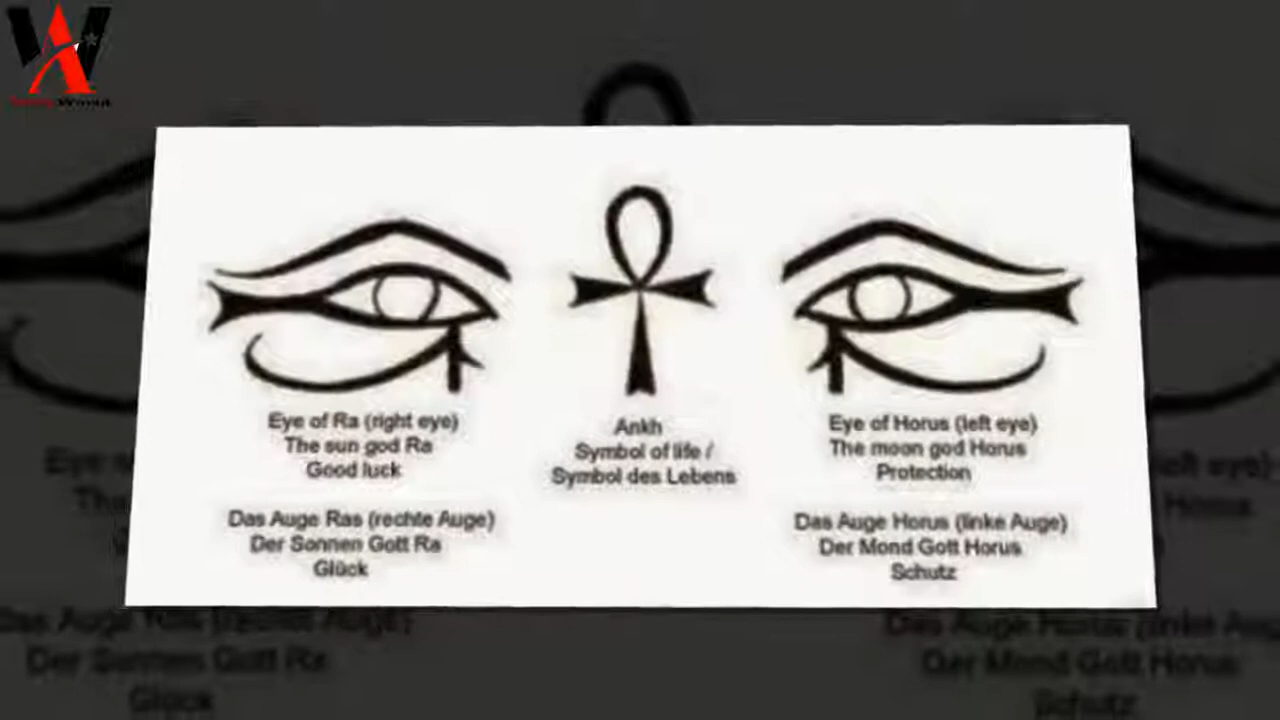 Eye of Ra (right eye)
The sun god Ra
Good luck
Das Auge Ras (rechte Auge)
Der Sonnen Gott Ra
Glück
Ankh
Symbol of life /
Symbol des Lebens
Eye of Horus (left eye)
The moon god Horus
Protection
Das Auge Horus (linke Auge)
Der Mond Gott Horus
Schutz